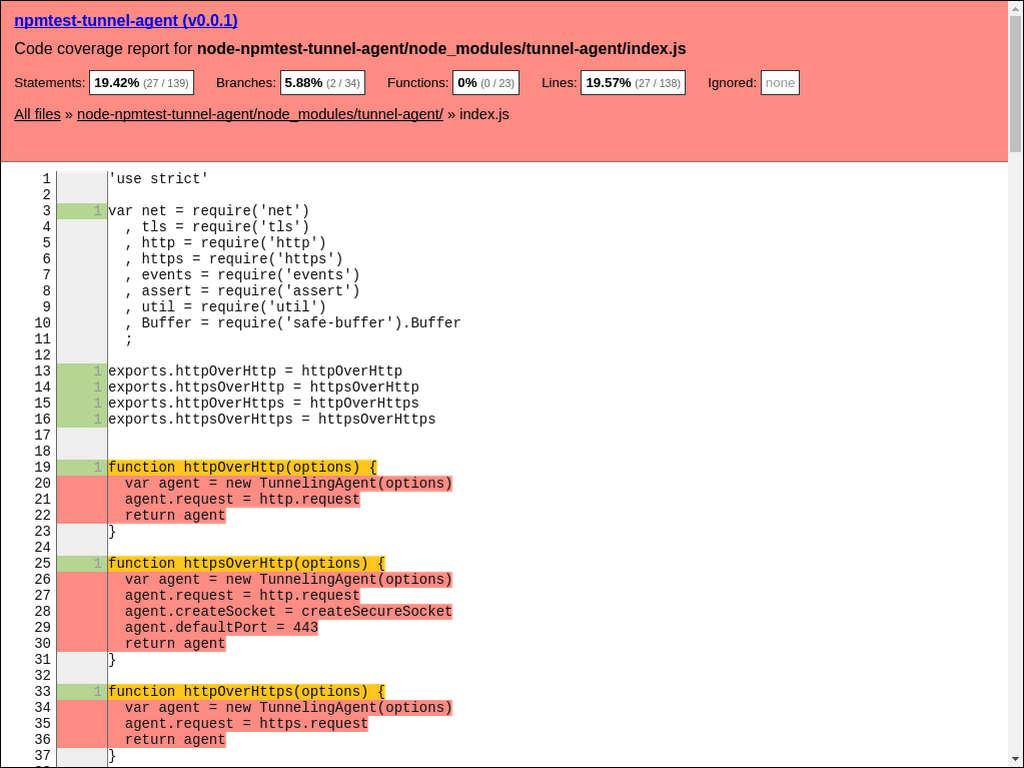 npmtest-tunnel-agent (v0.0.1)
Code coverage report for node-npmtest-tunnel-agent/node_modules/tunnel-agent/index.js
Statements: 19.42% (27 / 139) Branches: 5.88% (2 / 34) Functions: 0% (0 / 23) Lines: 19.57% (27 / 138) Ignored: none
All files » node-npmtest-tunnel-agent/node_modules/tunnel-agent/ » index.js
1 'use strict'
2
3 1 var net = require('net')
4 , tls = require('tls')
5 , http = require('http')
6 , https = require('https')
7 , events = require('events')
8 , assert = require('assert')
9 , util = require('util')
10 , Buffer = require('safe-buffer').Buffer
11 ;
12
13 1 exports.httpOverHttp = httpOverHttp
14 1 exports.httpsOverHttp = httpsOverHttp
15 1 exports.httpOverHttps = httpOverHttps
16 1 exports.httpsOverHttps = httpsOverHttps
17
18
19 1 function httpOverHttp(options) {
20 var agent = new TunnelingAgent(options)
21 agent.request = http.request
22 return agent
23 }
24
25 1 function httpsOverHttp(options) {
26 var agent = new TunnelingAgent(options)
27 agent.request = http.request
28 agent.createSocket = createSecureSocket
29 agent.defaultPort = 443
30 return agent
31 }
32
33 1 function httpOverHttps(options) {
34 var agent = new TunnelingAgent(options)
35 agent.request = https.request
36 return agent
37 }